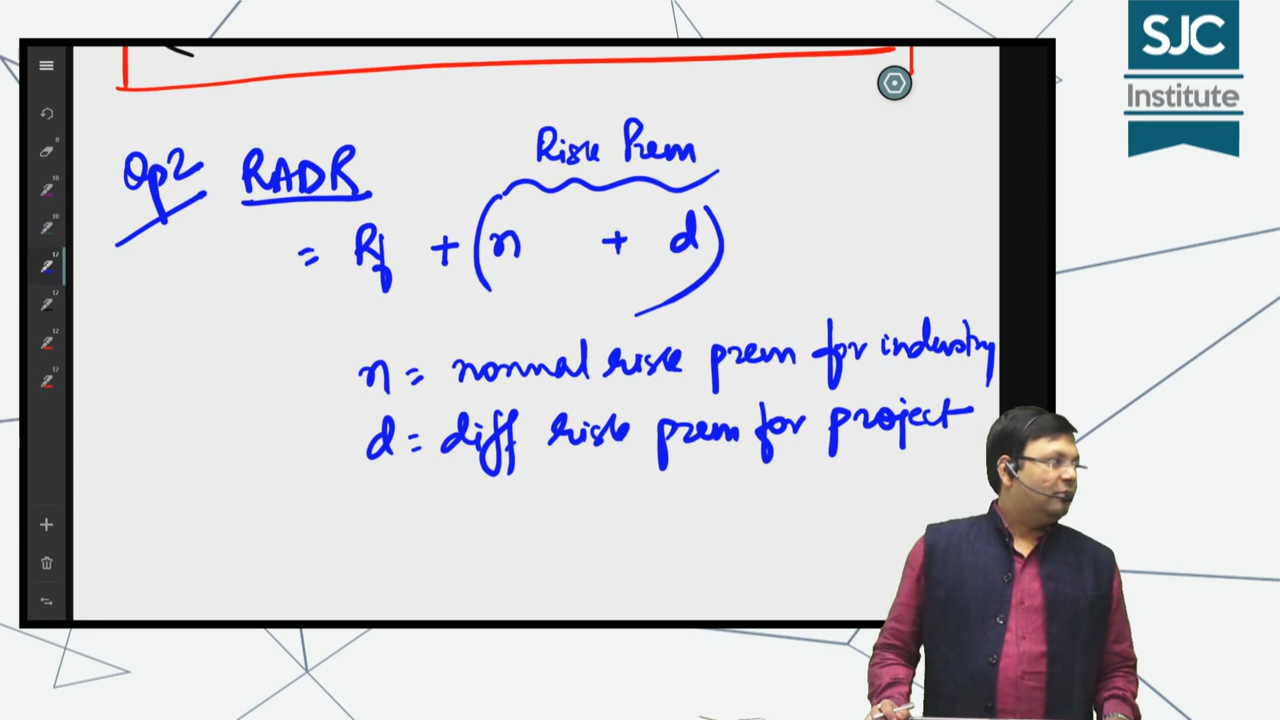 SJC
Institute
Op2 RADR
Risk Prem
= Rf + (n + d)
n = normal risk prem for industry
d = diff risk prem for project